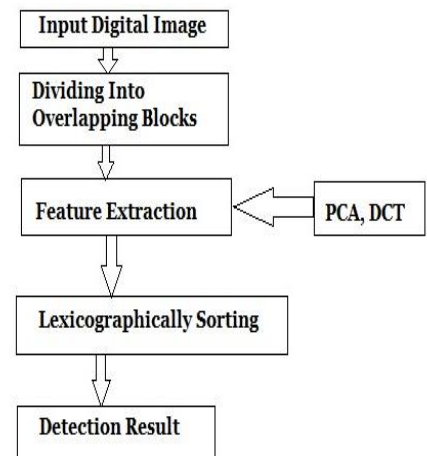 Input Digital Image
Dividing Into
Overlapping Blocks
Feature Extraction
PCA, DCT
Lexicographically Sorting
Detection Result